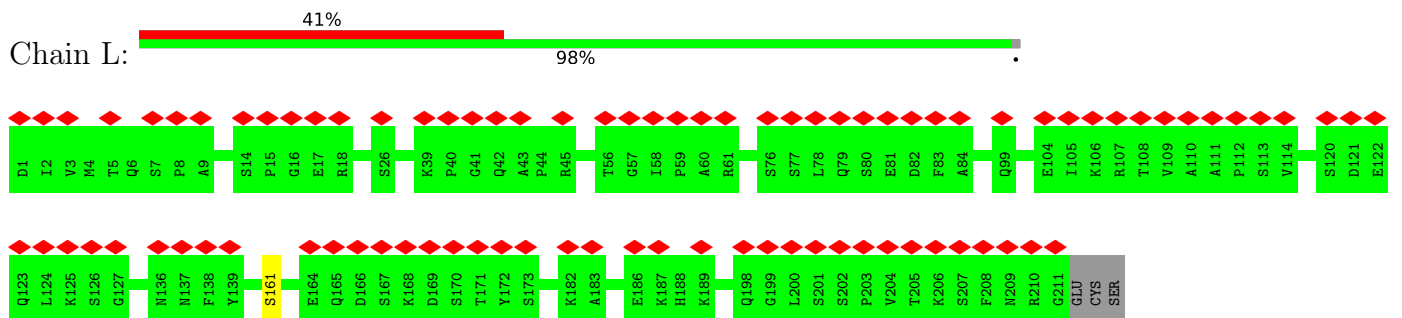 41%
Chain L:
98%
.
D1 I2 V3 M4 T5 Q6 S7 P8 A9 S14 P15 G16 E17 R18 S26 K39 P40 G41 Q42 A43 P44 R45 T56 G57 I58 P59 A60 R61 S76 S77 L78 Q79 S80 E81 D82 F83 A84 Q99 E104 I105 K106 R107 T108 V109 A110 A111 P112 S113 V114 S120 D121 E122
Q123 L124 K125 S126 G127 N136 N137 F138 Y139 S161 E164 Q165 D166 S167 K168 D169 S170 T171 Y172 S173 K182 A183 E186 K187 H188 K189 Q198 G199 L200 S201 S202 P203 V204 T205 K206 S207 F208 N209 R210 G211 GLU CYS SER